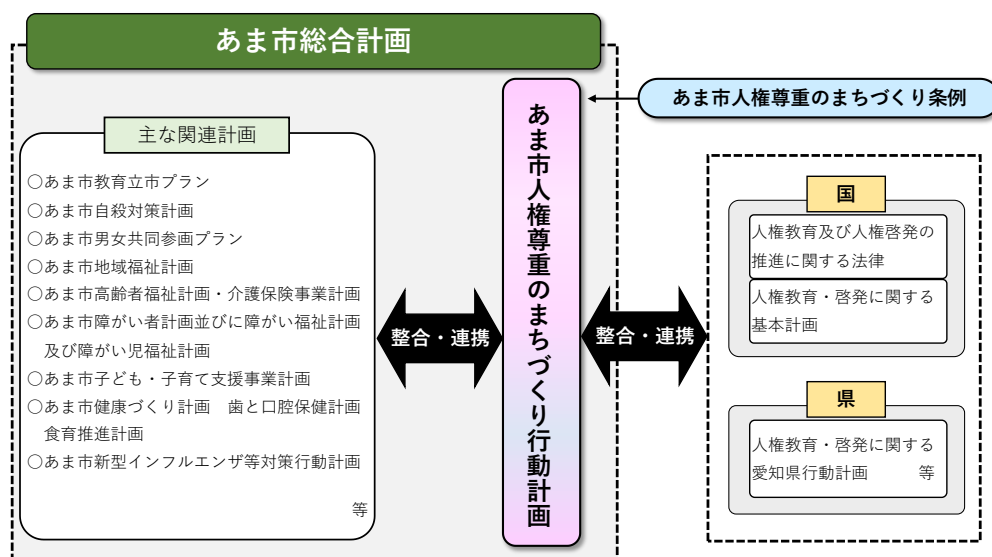 あま市総合計画
あま市人権尊重のまちづくり条例
主な関連計画
○あま市教育立市プラン
○あま市自殺対策計画
○あま市男女共同参画プラン
○あま市地域福祉計画
○あま市高齢者福祉計画・介護保険事業計画
○あま市障がい者計画並びに障がい福祉計画
及び障がい児福祉計画
○あま市子ども・子育て支援事業計画
○あま市健康づくり計画　歯と口腔保健計画
食育推進計画
○あま市新型インフルエンザ等対策行動計画
等
整合・連携
あま市人権尊重のまちづくり行動計画
整合・連携
国
人権教育及び人権啓発の
推進に関する法律
人権教育・啓発に関する
基本計画
県
人権教育・啓発に関する
愛知県行動計画　　等